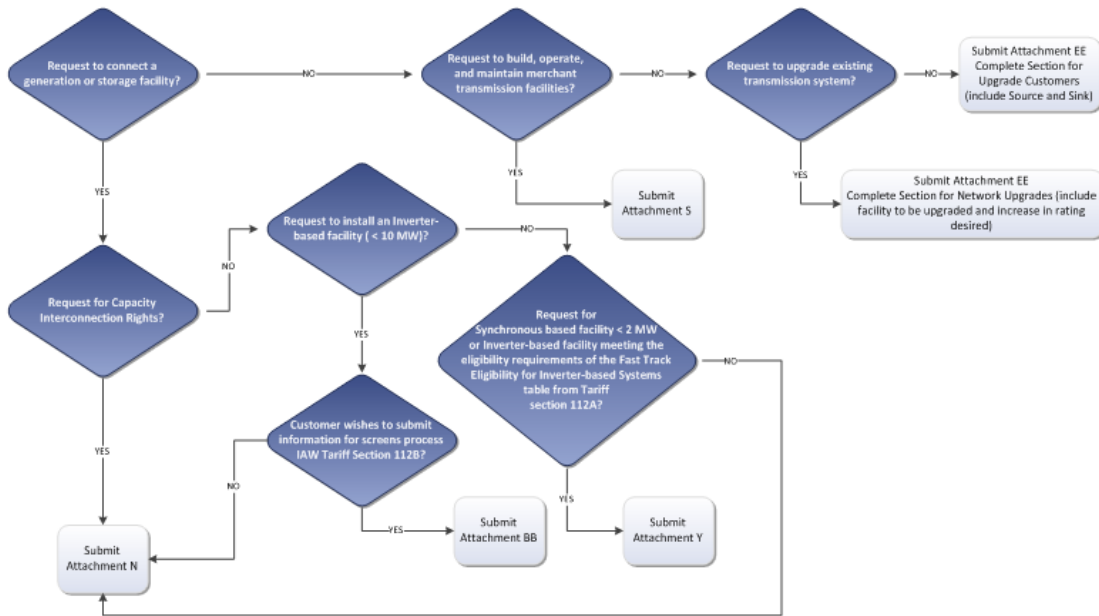 Request to connect a
generation or storage facility?
NO
Request to build, operate,
and maintain merchant
transmission facilities?
NO
Request to upgrade existing
transmission system?
NO
Submit Attachment EE
Complete Section for
Upgrade Customers
(include Source and Sink)
YES
YES
YES
Submit
Attachment S
Submit Attachment EE
Complete Section for Network Upgrades (include
facility to be upgraded and increase in rating
desired)
Request to install an Inverter-
based facility ( < 10 MW)?
NO
NO
Request for Capacity
Interconnection Rights?
YES
Request for
Synchronous based facility < 2 MW
or Inverter-based facility meeting the
eligibility requirements of the Fast Track
Eligibility for Inverter-based Systems
table from Tariff
section 112A?
NO
Customer wishes to submit
information for screens process
IAW Tariff Section 112B?
YES
NO
YES
YES
Submit
Attachment N
Submit
Attachment BB
Submit
Attachment Y